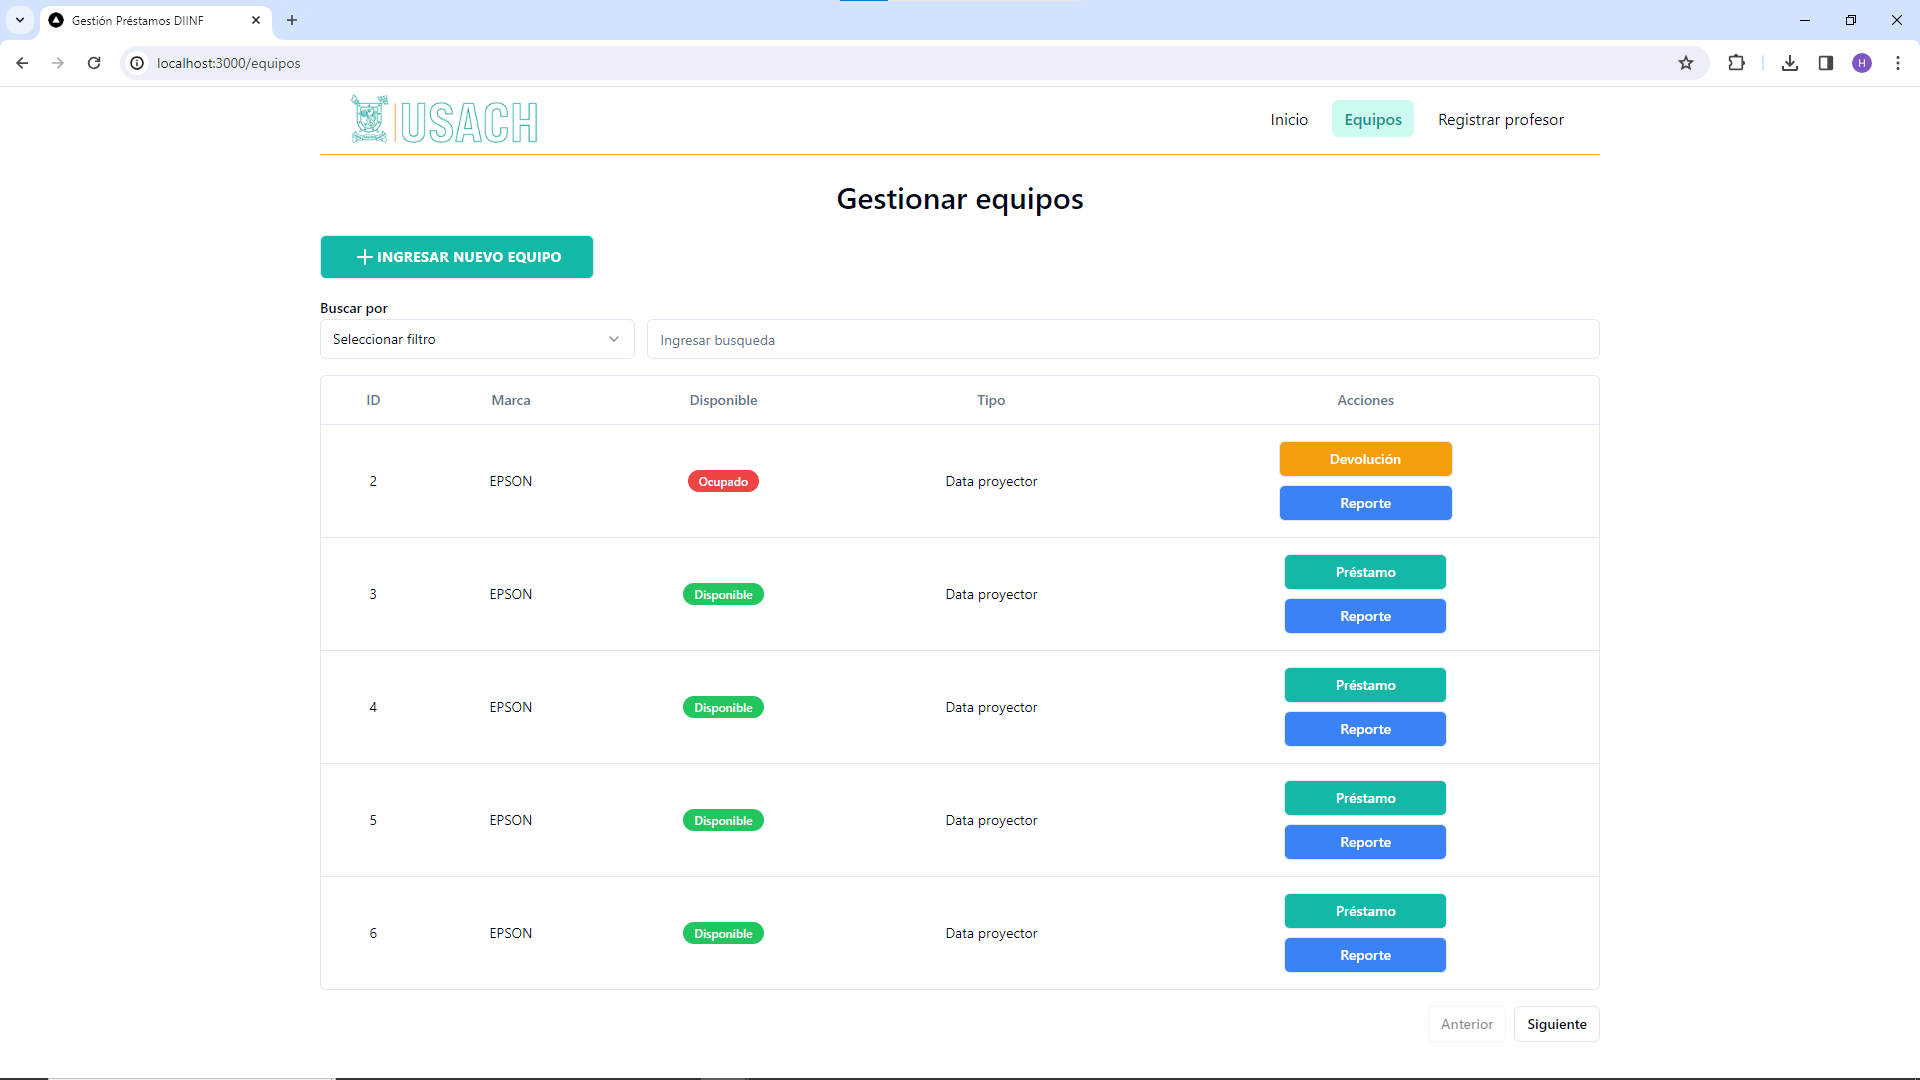 Gestión Préstamos DIINF
localhost:3000/equipos
H
USACH
Inicio
Equipos
Registrar profesor
Gestionar equipos
INGRESAR NUEVO EQUIPO
Buscar por
Seleccionar filtro
Ingresar busqueda
ID Marca Disponible Tipo Acciones
2 EPSON Ocupado Data proyector Devolución
Reporte
3 EPSON Disponible Data proyector Préstamo
Reporte
4 EPSON Disponible Data proyector Préstamo
Reporte
5 EPSON Disponible Data proyector Préstamo
Reporte
6 EPSON Disponible Data proyector Préstamo
Reporte
Anterior
Siguiente